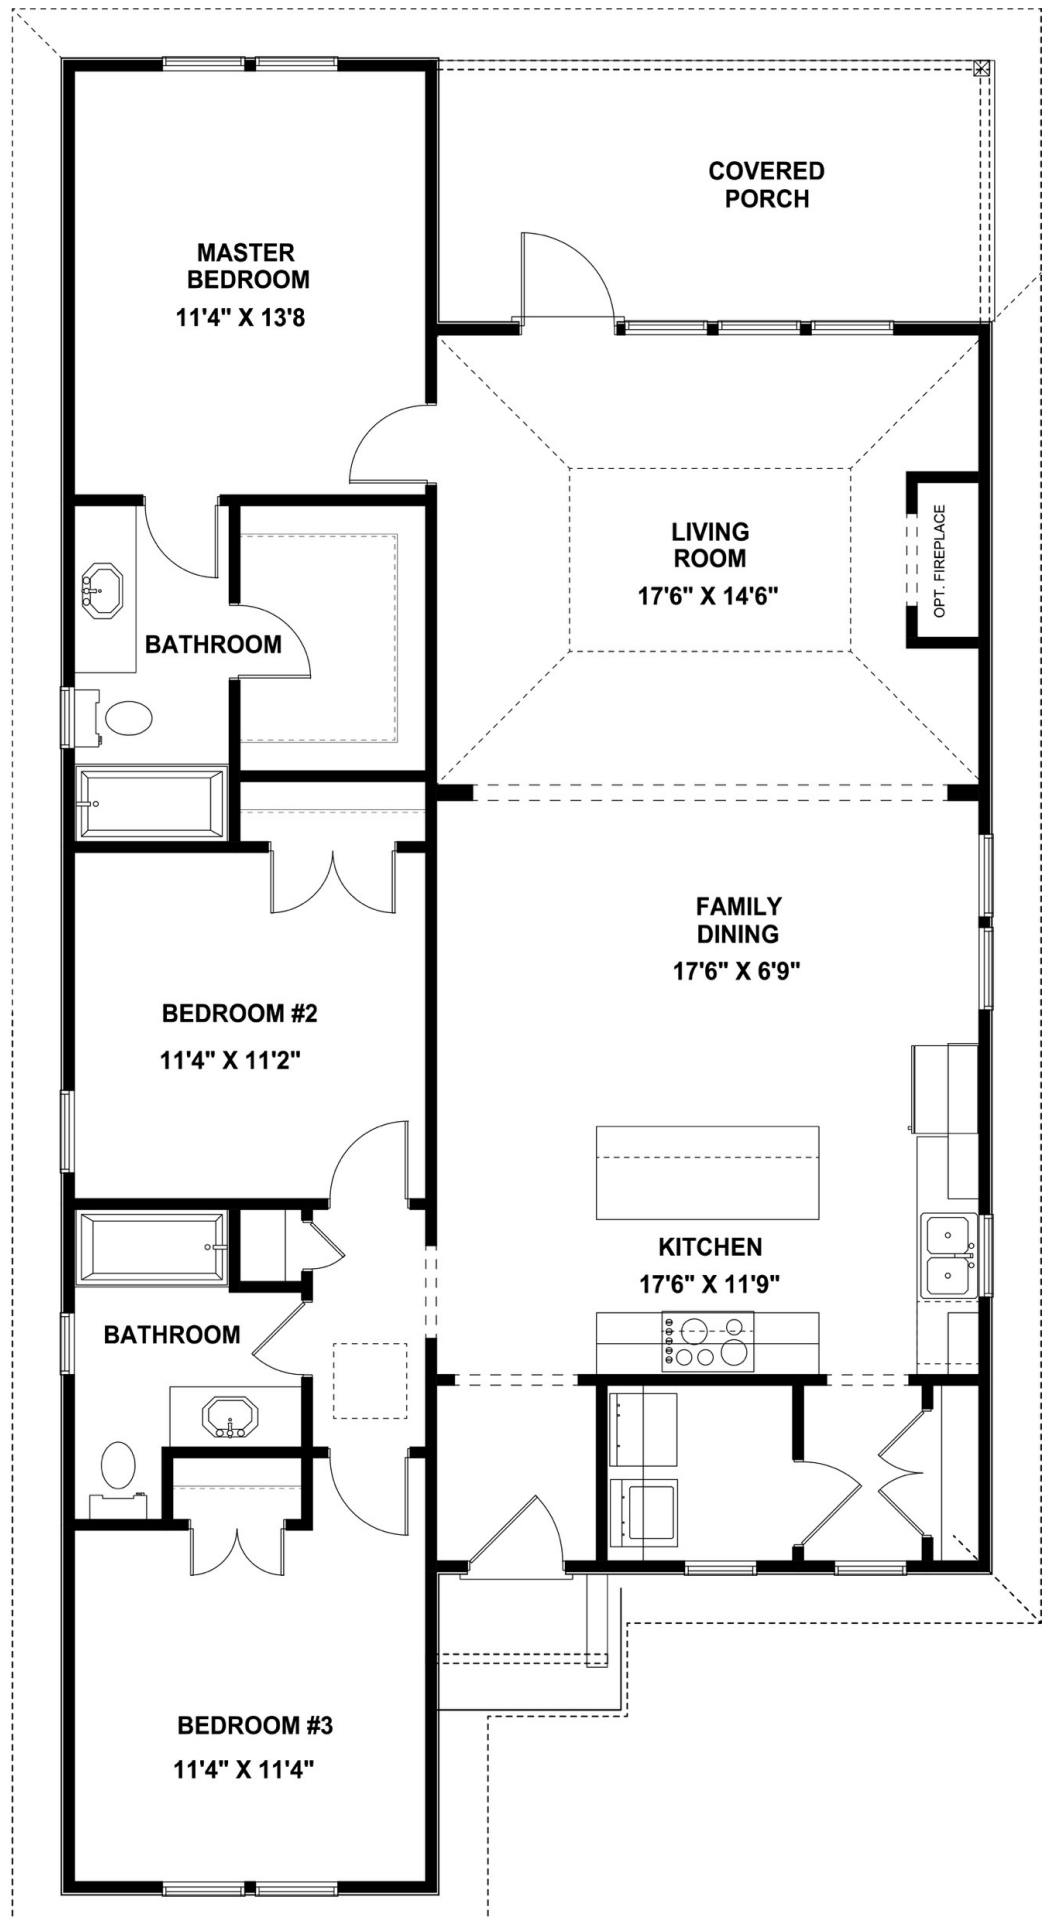 COVERED
PORCH
MASTER
BEDROOM
11'4" X 13'8
LIVING
ROOM
17'6" X 14'6"
OPT. FIREPLACE
BATHROOM
FAMILY
DINING
17'6" X 6'9"
BEDROOM #2
11'4" X 11'2"
KITCHEN
17'6" X 11'9"
BATHROOM
BEDROOM #3
11'4" X 11'4"